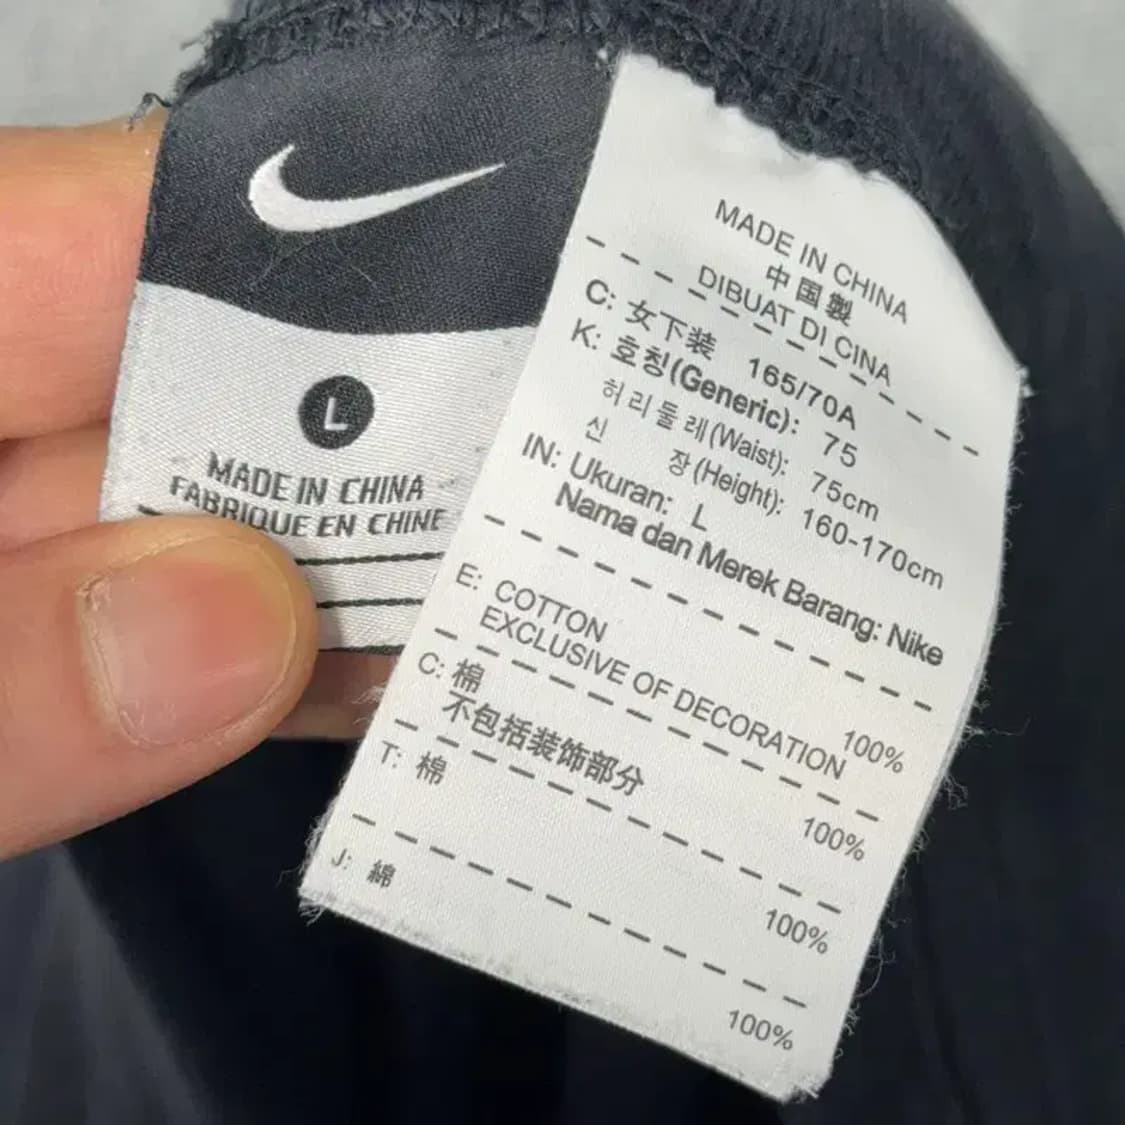 L
MADE IN CHINA
FABRIQUE EN CHINE
MADE IN CHINA
中国製
DIBUAT DI CINA
C: 女下装 165/70A
K: 호칭(Generic): 75
허리둘레(Waist): 75cm
신 장(Height): 160-170cm
IN: Ukuran: L
Nama dan Merek Barang: Nike
E: COTTON 100%
EXCLUSIVE OF DECORATION
C: 棉 100%
不包括装饰部分
T: 棉 100%
J: 綿 100%